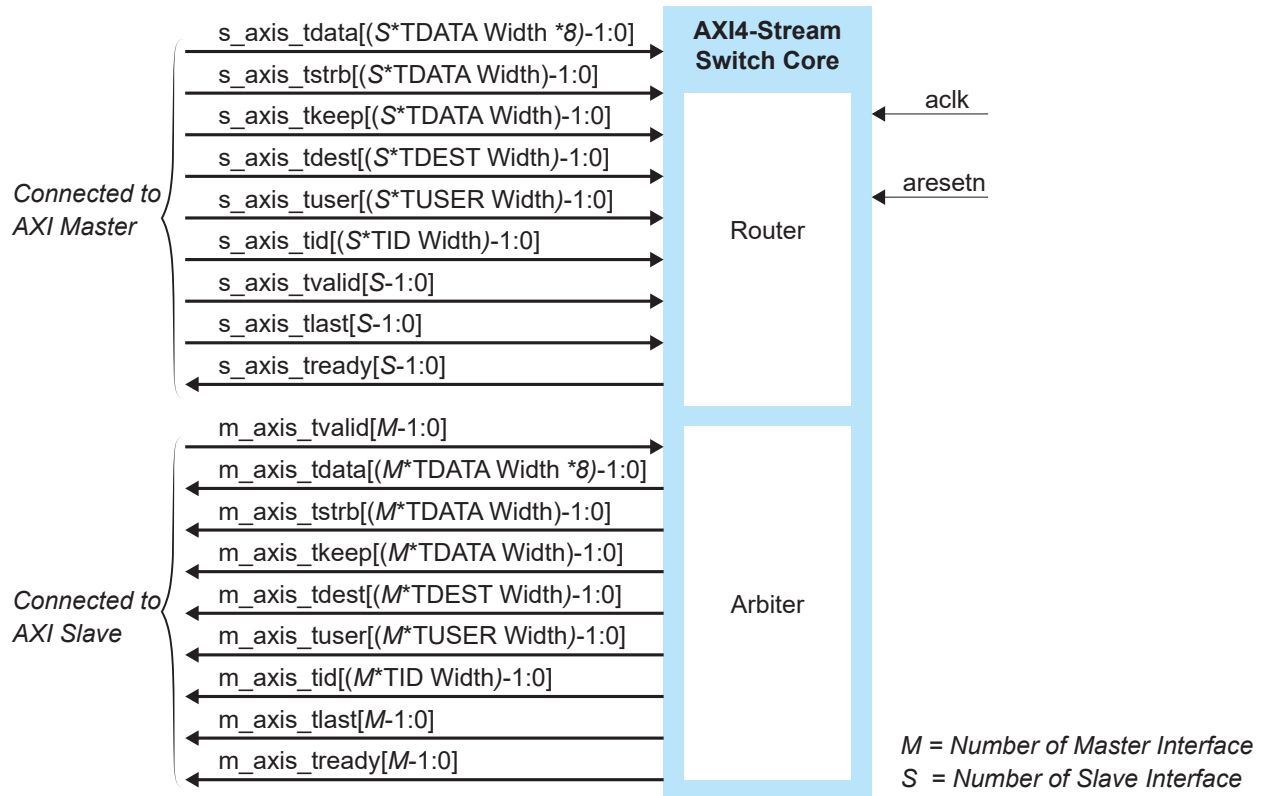 s_axis_tdata[(S*TDATA Width *8)-1:0]
s_axis_tstrb[(S*TDATA Width)-1:0]
s_axis_tkeep[(S*TDATA Width)-1:0]
s_axis_tdest[(S*TDEST Width)-1:0]
s_axis_tuser[(S*TUSER Width)-1:0]
s_axis_tid[(S*TID Width)-1:0]
s_axis_tvalid[S-1:0]
s_axis_tlast[S-1:0]
s_axis_tready[S-1:0]
Connected to
AXI Master
m_axis_tvalid[M-1:0]
m_axis_tdata[(M*TDATA Width *8)-1:0]
m_axis_tstrb[(M*TDATA Width)-1:0]
m_axis_tkeep[(M*TDATA Width)-1:0]
m_axis_tdest[(M*TDEST Width)-1:0]
m_axis_tuser[(M*TUSER Width)-1:0]
m_axis_tid[(M*TID Width)-1:0]
m_axis_tlast[M-1:0]
m_axis_tready[M-1:0]
Connected to
AXI Slave
AXI4-Stream
Switch Core
Router
Arbiter
aclk
aresetn
M = Number of Master Interface
S = Number of Slave Interface